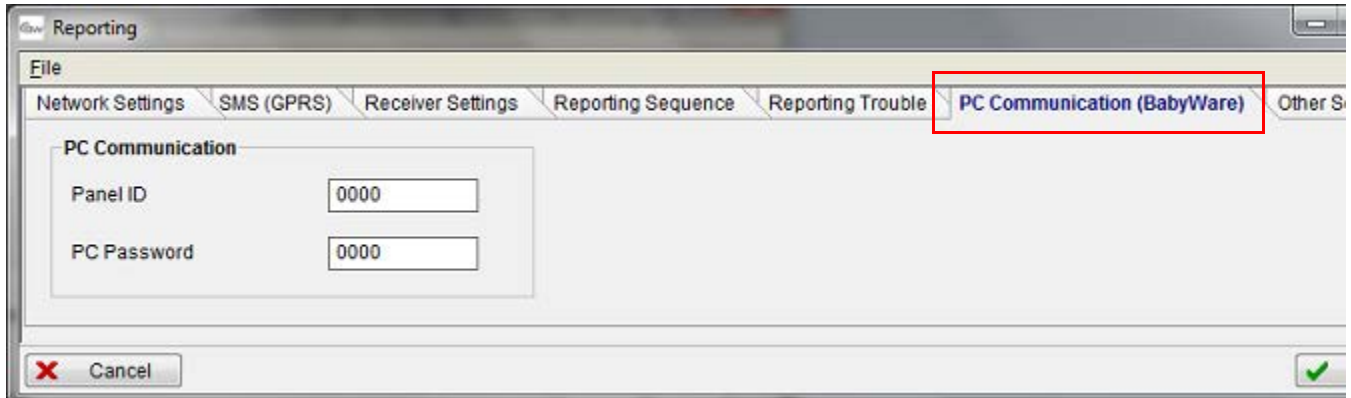 Reporting
File
Network Settings SMS (GPRS) Receiver Settings Reporting Sequence Reporting Trouble PC Communication (BabyWare) Other
PC Communication
Panel ID 0000
PC Password 0000
Cancel